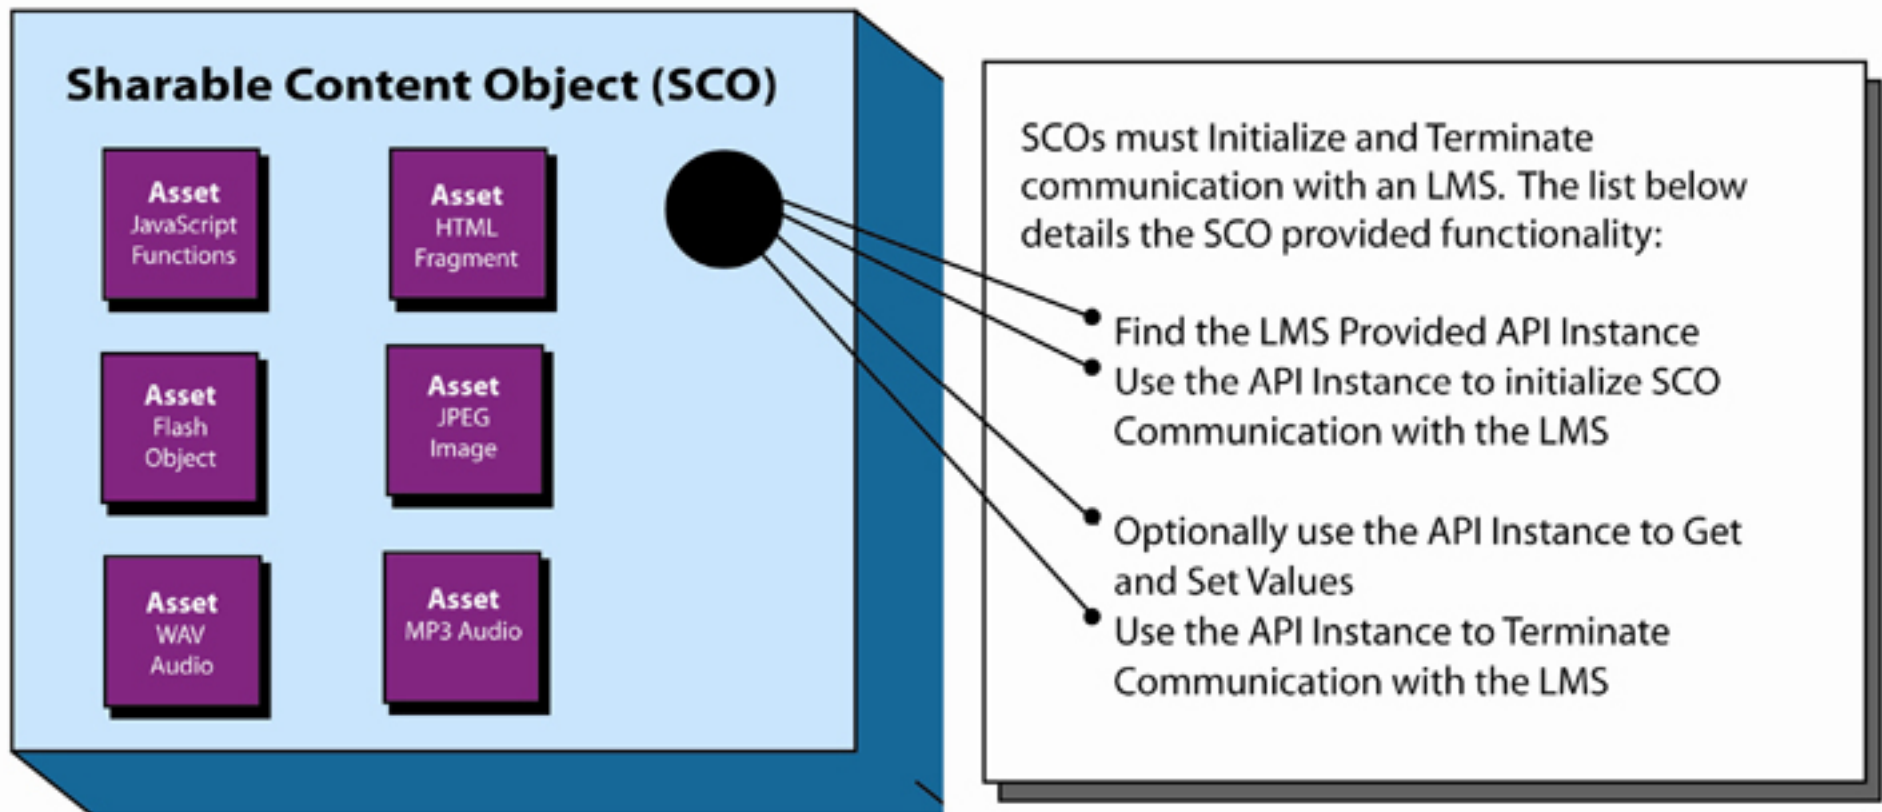 Sharable Content Object (SCO)
Asset
JavaScript
Functions
Asset
HTML
Fragment
Asset
Flash
Object
Asset
JPEG
Image
Asset
WAV
Audio
Asset
MP3 Audio
SCOs must Initialize and Terminate
communication with an LMS. The list below
details the SCO provided functionality:
Find the LMS Provided API Instance
Use the API Instance to initialize SCO
Communication with the LMS
Optionally use the API Instance to Get
and Set Values
Use the API Instance to Terminate
Communication with the LMS